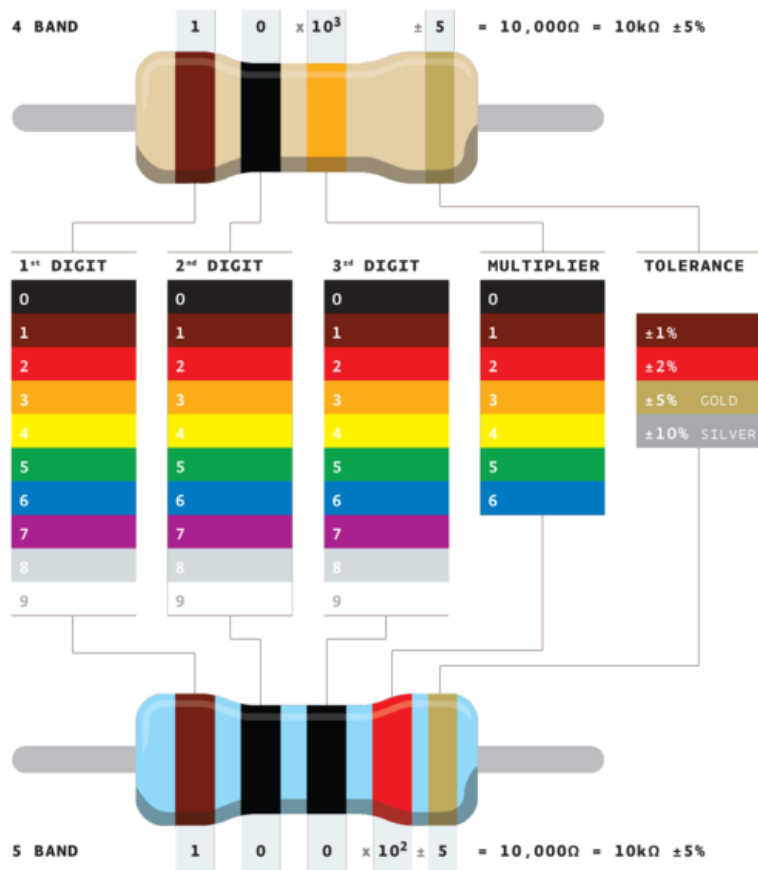 4 BAND 1 0 x 10³ ± 5 = 10,000Ω = 10kΩ ±5%
1st DIGIT 2nd DIGIT 3rd DIGIT MULTIPLIER TOLERANCE
0 0 0 0
1 1 1 1 ±1%
2 2 2 2 ±2%
3 3 3 3 ±5% GOLD
4 4 4 4 ±10% SILVER
5 5 5 5
6 6 6 6
7 7 7
8 8 8
9 9 9
5 BAND 1 0 0 x 10² ± 5 = 10,000Ω = 10kΩ ±5%